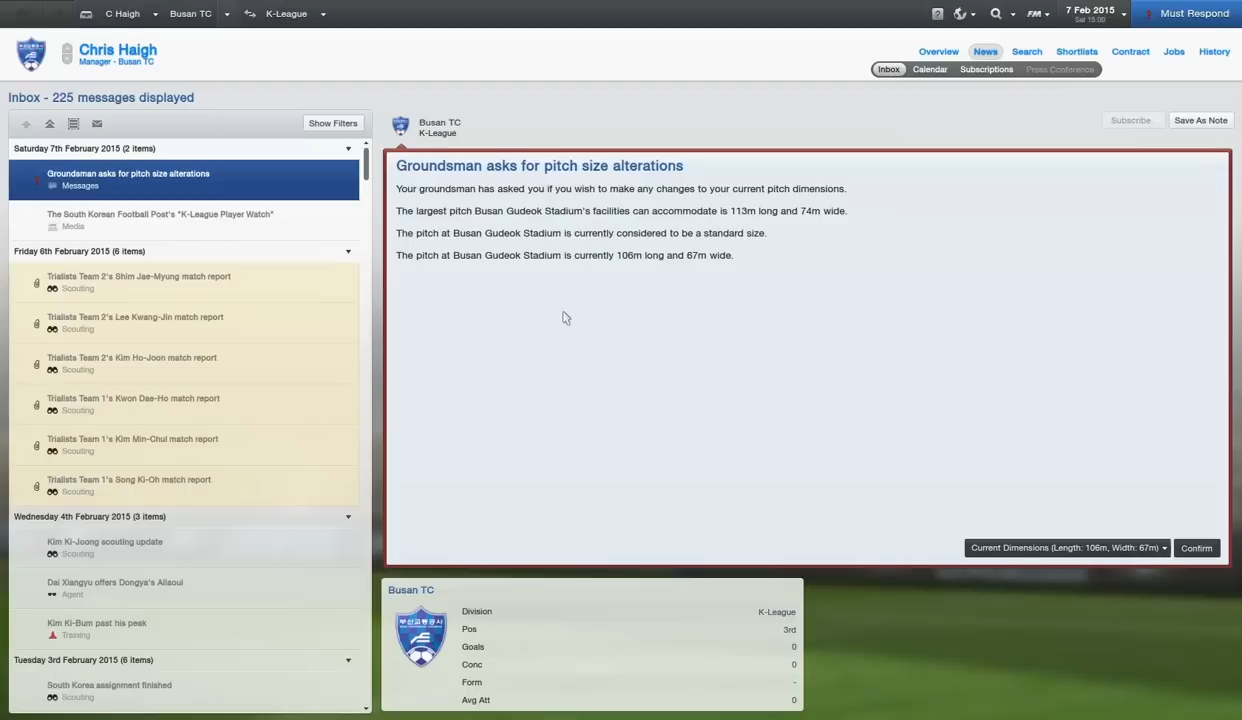 C Haigh
Busan TC
K-League
?
FM
7 Feb 2015
Sat 15:00
Must Respond
Chris Haigh
Manager - Busan TC
Overview
News
Search
Shortlists
Contract
Jobs
History
Inbox
Calendar
Subscriptions
Press Conference
Inbox - 225 messages displayed
Show Filters
Saturday 7th February 2015 (2 items)
Groundsman asks for pitch size alterations
Messages
The South Korean Football Post's "K-League Player Watch"
Media
Friday 6th February 2015 (6 items)
Trialists Team 2's Shim Jae-Myung match report
Scouting
Trialists Team 2's Lee Kwang-Jin match report
Scouting
Trialists Team 2's Kim Ho-Joon match report
Scouting
Trialists Team 1's Kwon Dae-Ho match report
Scouting
Trialists Team 1's Kim Min-Chul match report
Scouting
Trialists Team 1's Song Ki-Oh match report
Scouting
Wednesday 4th February 2015 (3 items)
Kim Ki-Joong scouting update
Scouting
Dai Xiangyu offers Dongya's Allaoui
Agent
Kim Ki-Bum past his peak
Training
Tuesday 3rd February 2015 (6 items)
South Korea assignment finished
Scouting
Busan TC
K-League
Subscribe
Save As Note
Groundsman asks for pitch size alterations
Your groundsman has asked you if you wish to make any changes to your current pitch dimensions.
The largest pitch Busan Gudeok Stadium's facilities can accommodate is 113m long and 74m wide.
The pitch at Busan Gudeok Stadium is currently considered to be a standard size.
The pitch at Busan Gudeok Stadium is currently 106m long and 67m wide.
Current Dimensions (Length: 106m, Width: 67m)
Confirm
Busan TC
부산교통공사
Division K-League
Pos 3rd
Goals 0
Conc 0
Form -
Avg Att 0